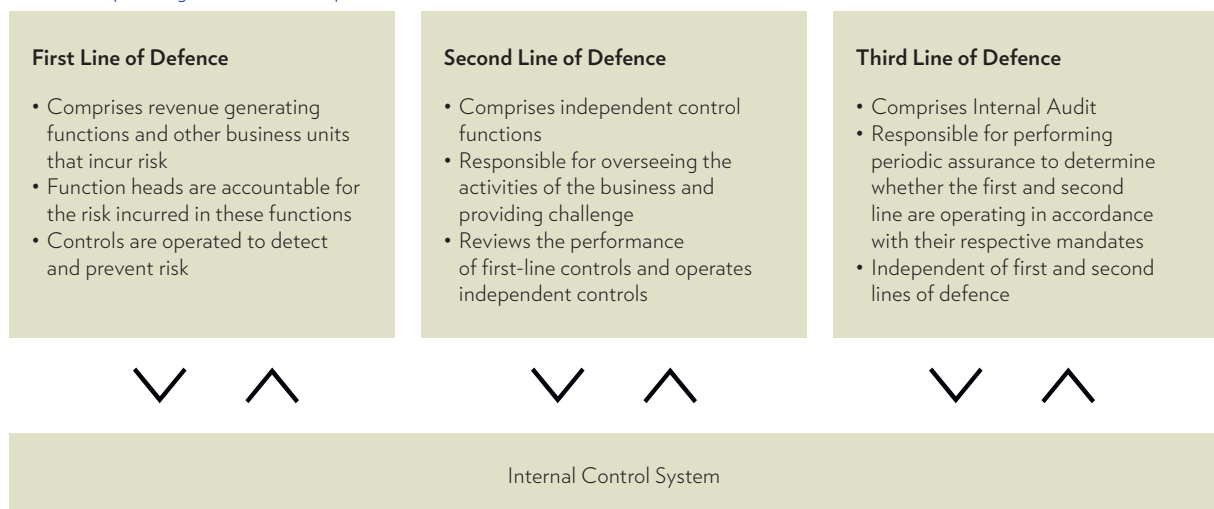 First Line of Defence
• Comprises revenue generating
functions and other business units
that incur risk
• Function heads are accountable for
the risk incurred in these functions
• Controls are operated to detect
and prevent risk
Second Line of Defence
• Comprises independent control
functions
• Responsible for overseeing the
activities of the business and
providing challenge
• Reviews the performance
of first-line controls and operates
independent controls
Third Line of Defence
• Comprises Internal Audit
• Responsible for performing
periodic assurance to determine
whether the first and second
line are operating in accordance
with their respective mandates
• Independent of first and second
lines of defence
Internal Control System